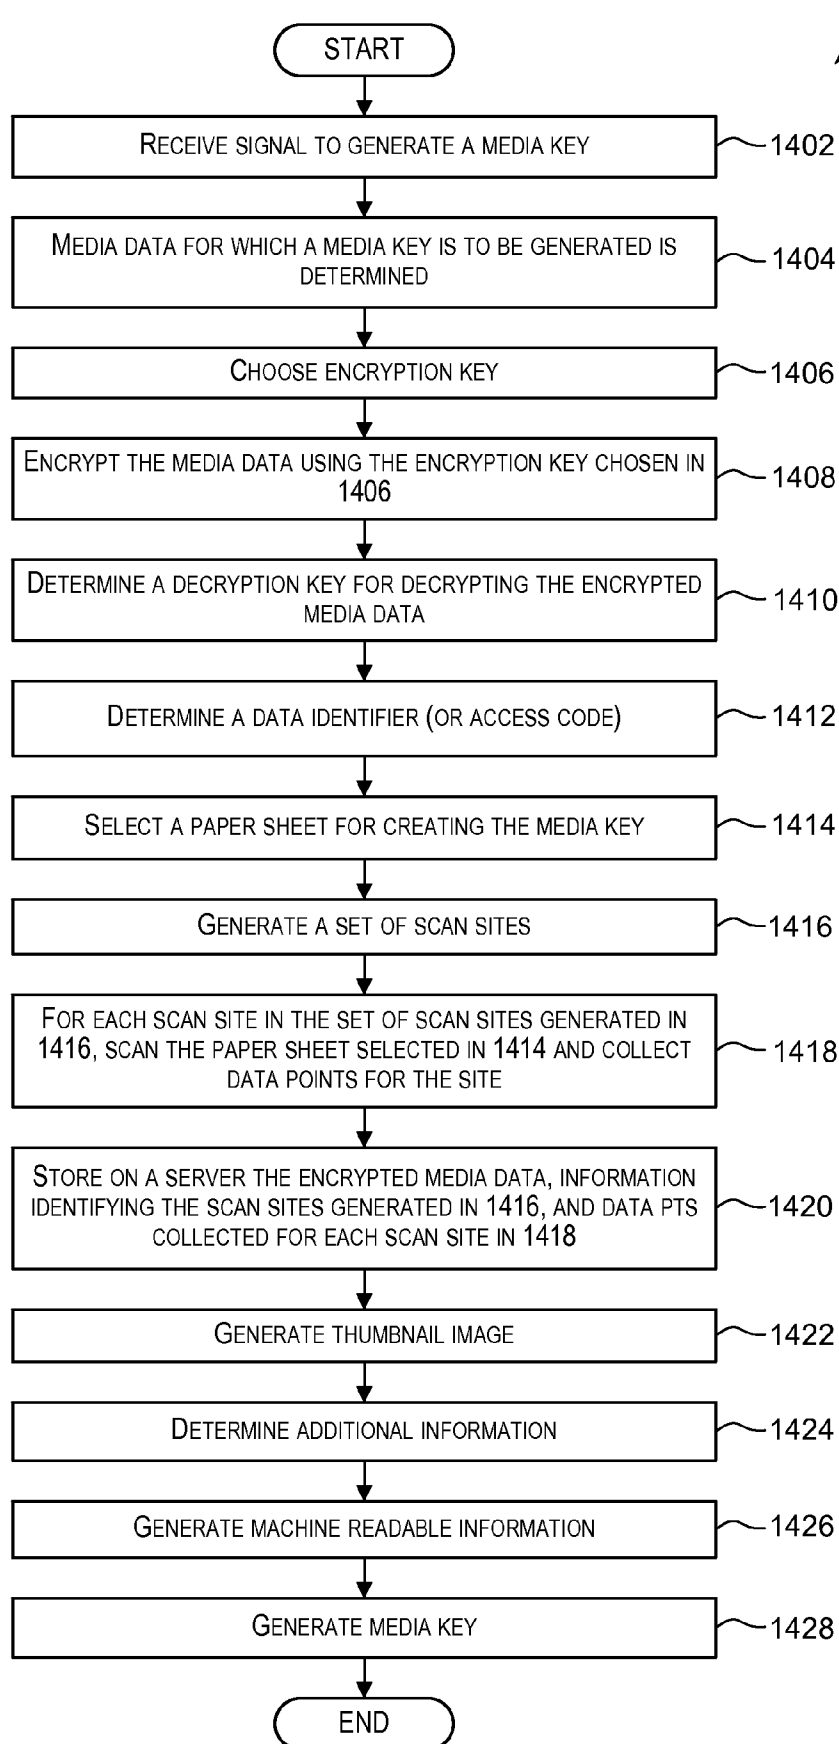 START
RECEIVE SIGNAL TO GENERATE A MEDIA KEY
1402
MEDIA DATA FOR WHICH A MEDIA KEY IS TO BE GENERATED IS
DETERMINED
1404
CHOOSE ENCRYPTION KEY
1406
ENCRYPT THE MEDIA DATA USING THE ENCRYPTION KEY CHOSEN IN
1406
1408
DETERMINE A DECRYPTION KEY FOR DECRYPTING THE ENCRYPTED
MEDIA DATA
1410
DETERMINE A DATA IDENTIFIER (OR ACCESS CODE)
1412
SELECT A PAPER SHEET FOR CREATING THE MEDIA KEY
1414
GENERATE A SET OF SCAN SITES
1416
FOR EACH SCAN SITE IN THE SET OF SCAN SITES GENERATED IN
1416, SCAN THE PAPER SHEET SELECTED IN 1414 AND COLLECT
DATA POINTS FOR THE SITE
1418
STORE ON A SERVER THE ENCRYPTED MEDIA DATA, INFORMATION
IDENTIFYING THE SCAN SITES GENERATED IN 1416, AND DATA PTS
COLLECTED FOR EACH SCAN SITE IN 1418
1420
GENERATE THUMBNAIL IMAGE
1422
DETERMINE ADDITIONAL INFORMATION
1424
GENERATE MACHINE READABLE INFORMATION
1426
GENERATE MEDIA KEY
1428
END